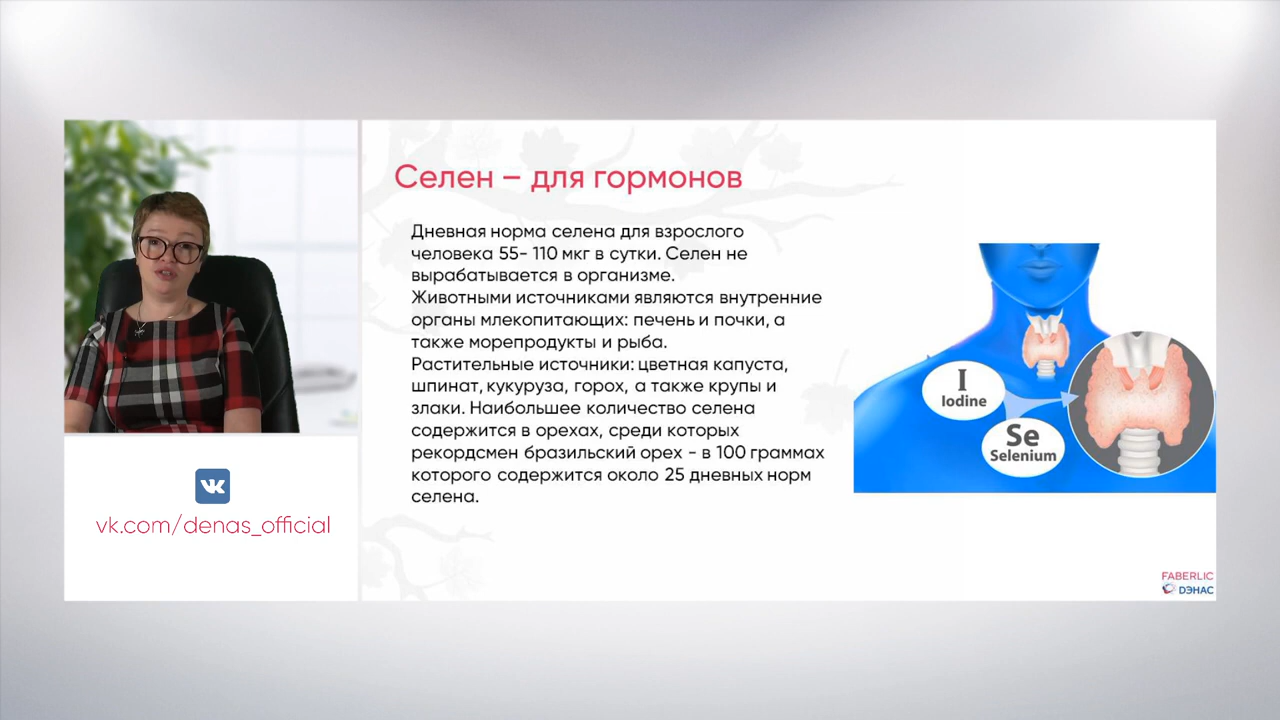 Селен – для гормонов
Дневная норма селена для взрослого
человека 55- 110 мкг в сутки. Селен не
вырабатывается в организме.
Животными источниками являются внутренние
органы млекопитающих: печень и почки, а
также морепродукты и рыба.
Растительные источники: цветная капуста,
шпинат, кукуруза, горох, а также крупы и
злаки. Наибольшее количество селена
содержится в орехах, среди которых
рекордсмен бразильский орех - в 100 граммах
которого содержится около 25 дневных норм
селена.
I
Iodine
Se
Selenium
vk.com/denas_official
FABERLIC
DЭНАС